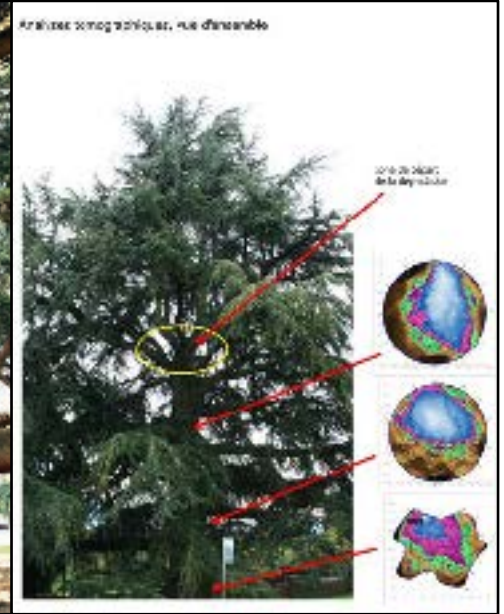 Analyses tomographiques, vue d'ensemble
zone de départ
de la dégradation